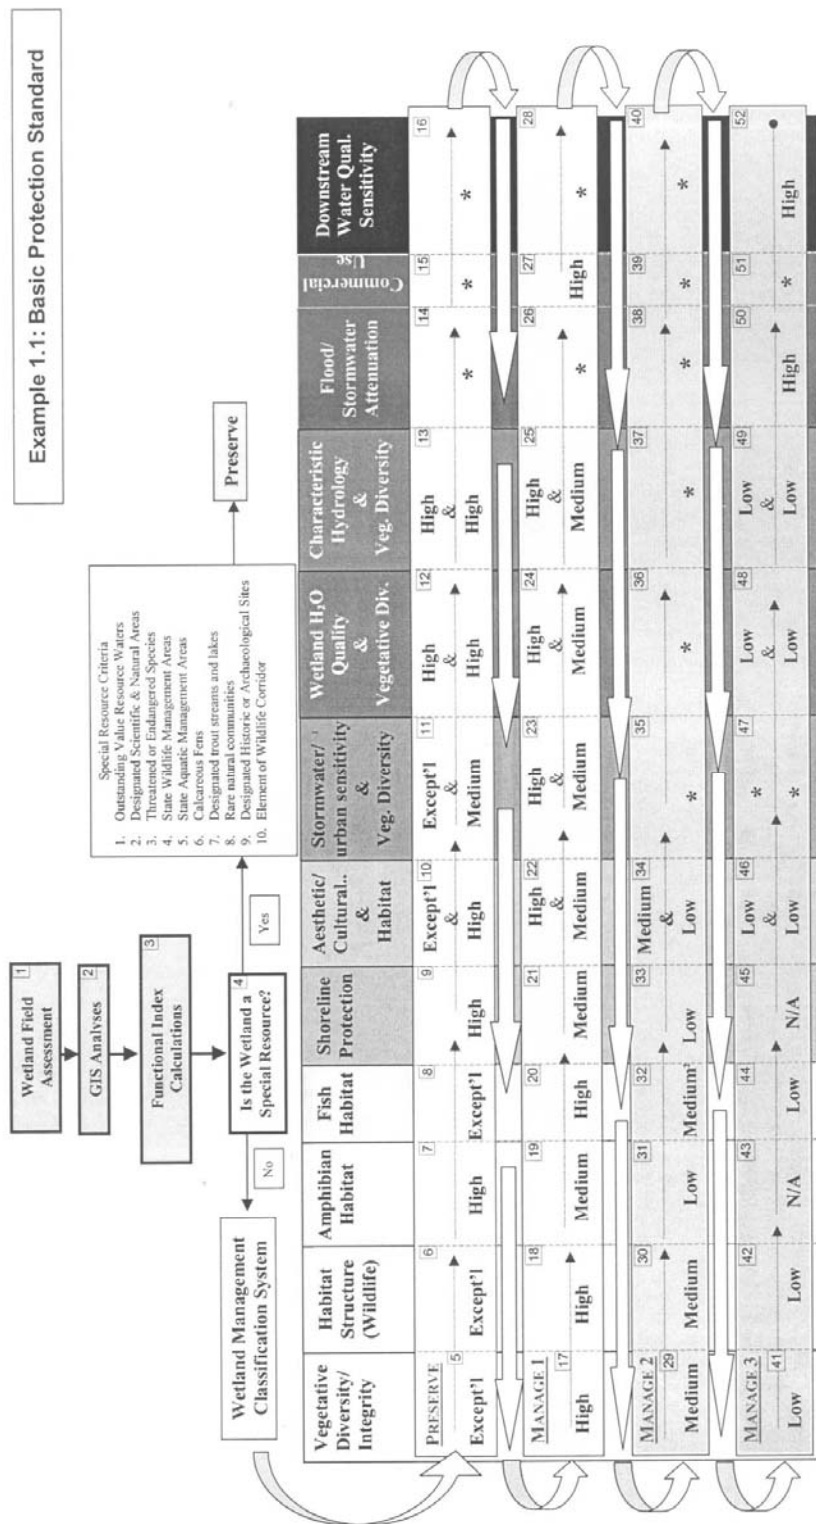 Example 1.1: Basic Protection Standard
1
Wetland Field
Assessment
2
GIS Analyses
3
Functional Index
Calculations
4
Is the Wetland a
Special Resource?
No
Yes
Wetland Management
Classification System
Special Resource Criteria
1. Outstanding Value Resource Waters
2. Designated Scientific & Natural Areas
3. Threatened or Endangered Species
4. State Wildlife Management Areas
5. State Aquatic Management Areas
6. Calcareous Fens
7. Designated trout streams and lakes
8. Rare natural communities
9. Designated Historic or Archaeological Sites
10. Element of Wildlife Corridor
Preserve
Vegetative
Diversity/
Integrity
Habitat
Structure
(Wildlife)
Amphibian
Habitat
Fish
Habitat
Shoreline
Protection
Aesthetic/
Cultural..
&
Habitat
Stormwater/
urban sensitivity
&
Veg. Diversity
Wetland H₂O
Quality
&
Vegetative Div.
Characteristic
Hydrology
&
Veg. Diversity
Flood/
Stormwater
Attenuation
Commercial
Use
Downstream
Water Qual.
Sensitivity
PRESERVE
5
Except'l
6
Except'l
7
High
8
Except'l
9
High
10
Except'l
&
High
11
Except'l
&
Medium
12
High
&
High
13
High
&
High
14
*
15
*
16
*
MANAGE 1
17
High
18
High
19
Medium
20
High
21
Medium
22
High
&
Medium
23
High
&
Medium
24
High
&
Medium
25
High
&
Medium
26
*
27
High
28
*
MANAGE 2
29
Medium
30
Medium
31
Low
32
Medium
33
Low
34
Medium
&
Low
35
*
36
*
37
*
38
*
39
*
40
*
MANAGE 3
41
Low
42
Low
43
N/A
44
Low
45
N/A
46
Low
&
Low
47
*
*
48
Low
&
Low
49
Low
&
Low
50
High
51
*
52
High